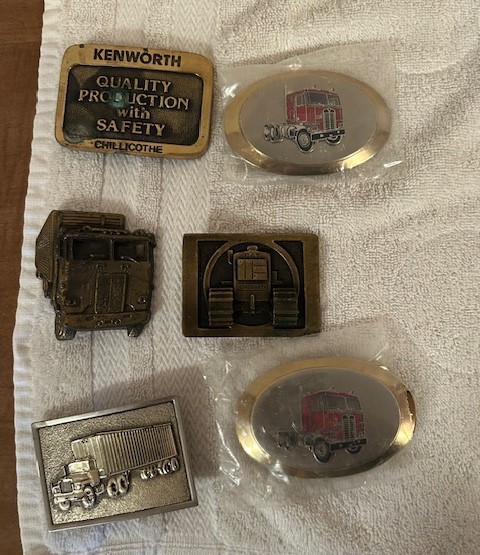 KENWORTH
QUALITY
PRODUCTION
with
SAFETY
CHILLICOTHE